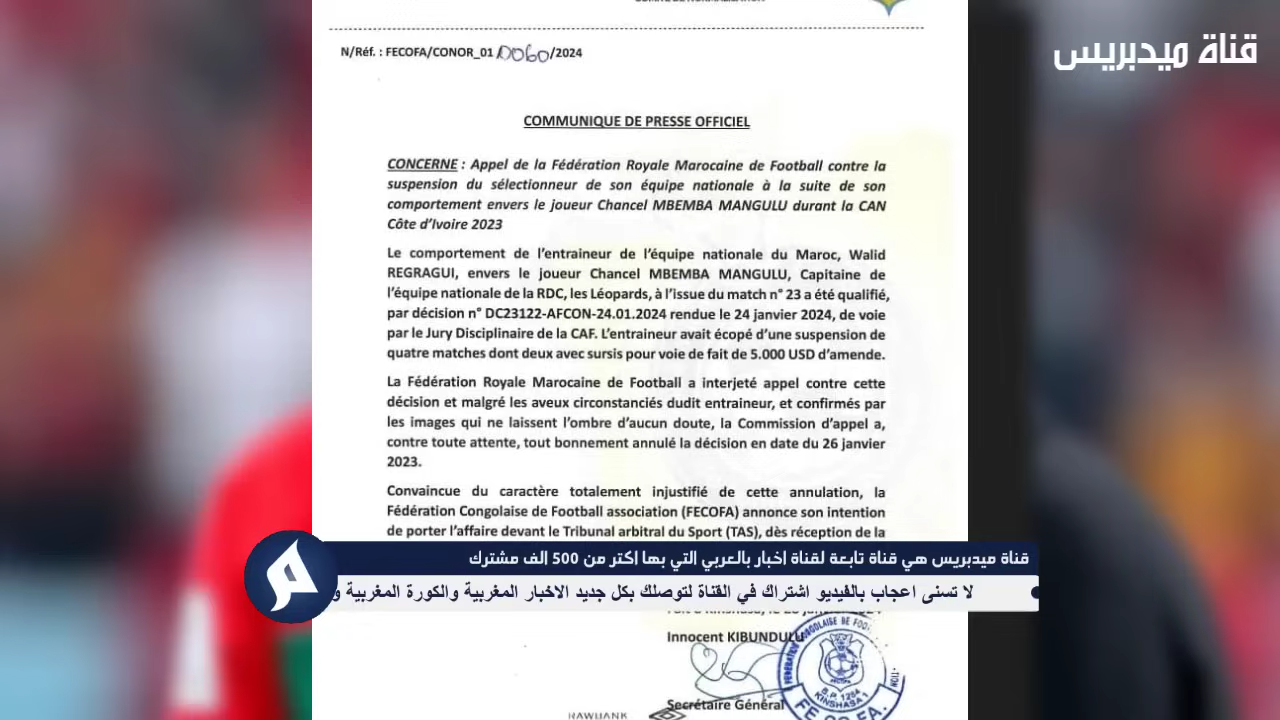 قناة ميدبريس
N/Réf. : FECOFA/CONOR_01/0060/2024
COMMUNIQUE DE PRESSE OFFICIEL
CONCERNE : Appel de la Fédération Royale Marocaine de Football contre la
suspension du sélectionneur de son équipe nationale à la suite de son
comportement envers le joueur Chancel MBEMBA MANGULU durant la CAN
Côte d'Ivoire 2023
Le comportement de l'entraineur de l'équipe nationale du Maroc, Walid
REGRAGUI, envers le joueur Chancel MBEMBA MANGULU, Capitaine de
l'équipe nationale de la RDC, les Léopards, à l'issue du match n° 23 a été qualifié,
par décision n° DC23122-AFCON-24.01.2024 rendue le 24 janvier 2024, de voie
par le Jury Disciplinaire de la CAF. L'entraineur avait écopé d'une suspension de
quatre matches dont deux avec sursis pour voie de fait de 5.000 USD d'amende.
La Fédération Royale Marocaine de Football a interjeté appel contre cette
décision et malgré les aveux circonstanciés dudit entraineur, et confirmés par
les images qui ne laissent l'ombre d'aucun doute, la Commission d'appel a,
contre toute attente, tout bonnement annulé la décision en date du 26 janvier
2023.
Convaincue du caractère totalement injustifié de cette annulation, la
Fédération Congolaise de Football association (FECOFA) annonce son intention
de porter l'affaire devant le Tribunal arbitral du Sport (TAS), dès réception de la
قناة ميدبريس هي قناة تابعة لقناة اخبار بالعربي التي بها اكتر من 500 الف مشترك
لا تسنى اعجاب بالفيديو اشتراك في القناة لتوصلك بكل جديد الاخبار المغربية والكورة المغربية و
Innocent KIBUNDULU
Secrétaire Général
B.P. 1284
KINSHASA 1
FE.CO.FA.
RAWBANK